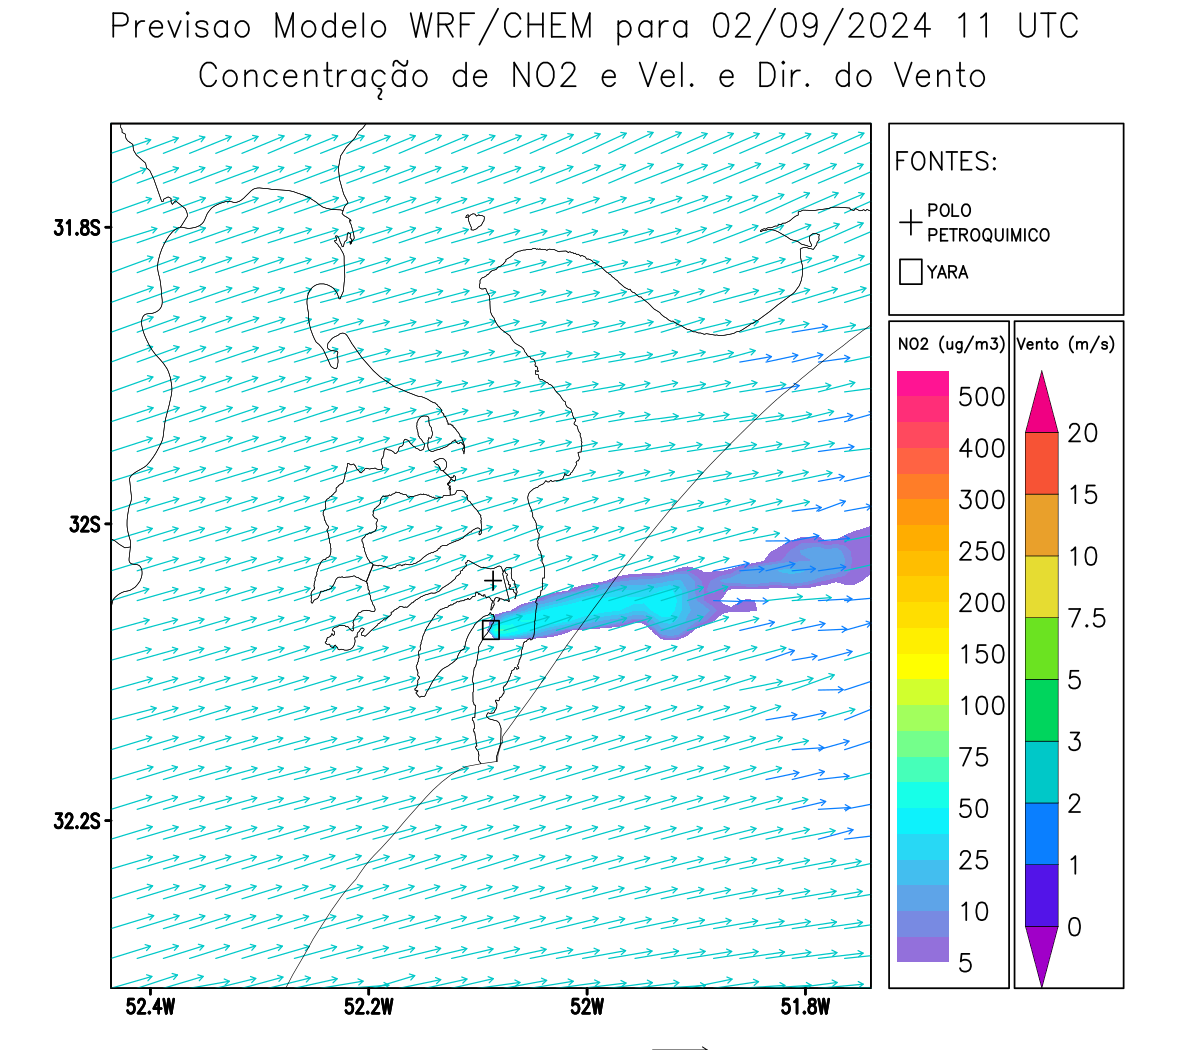 Previsao Modelo WRF/CHEM para 02/09/2024 11 UTC
Concentração de NO2 e Vel. e Dir. do Vento
FONTES:
POLO
PETROQUIMICO
YARA
NO2 (ug/m3)
500
400
300
250
200
150
100
75
50
25
10
5
Vento (m/s)
20
15
10
7.5
5
3
2
1
0
31.8S
32S
32.2S
52.4W
52.2W
52W
51.8W